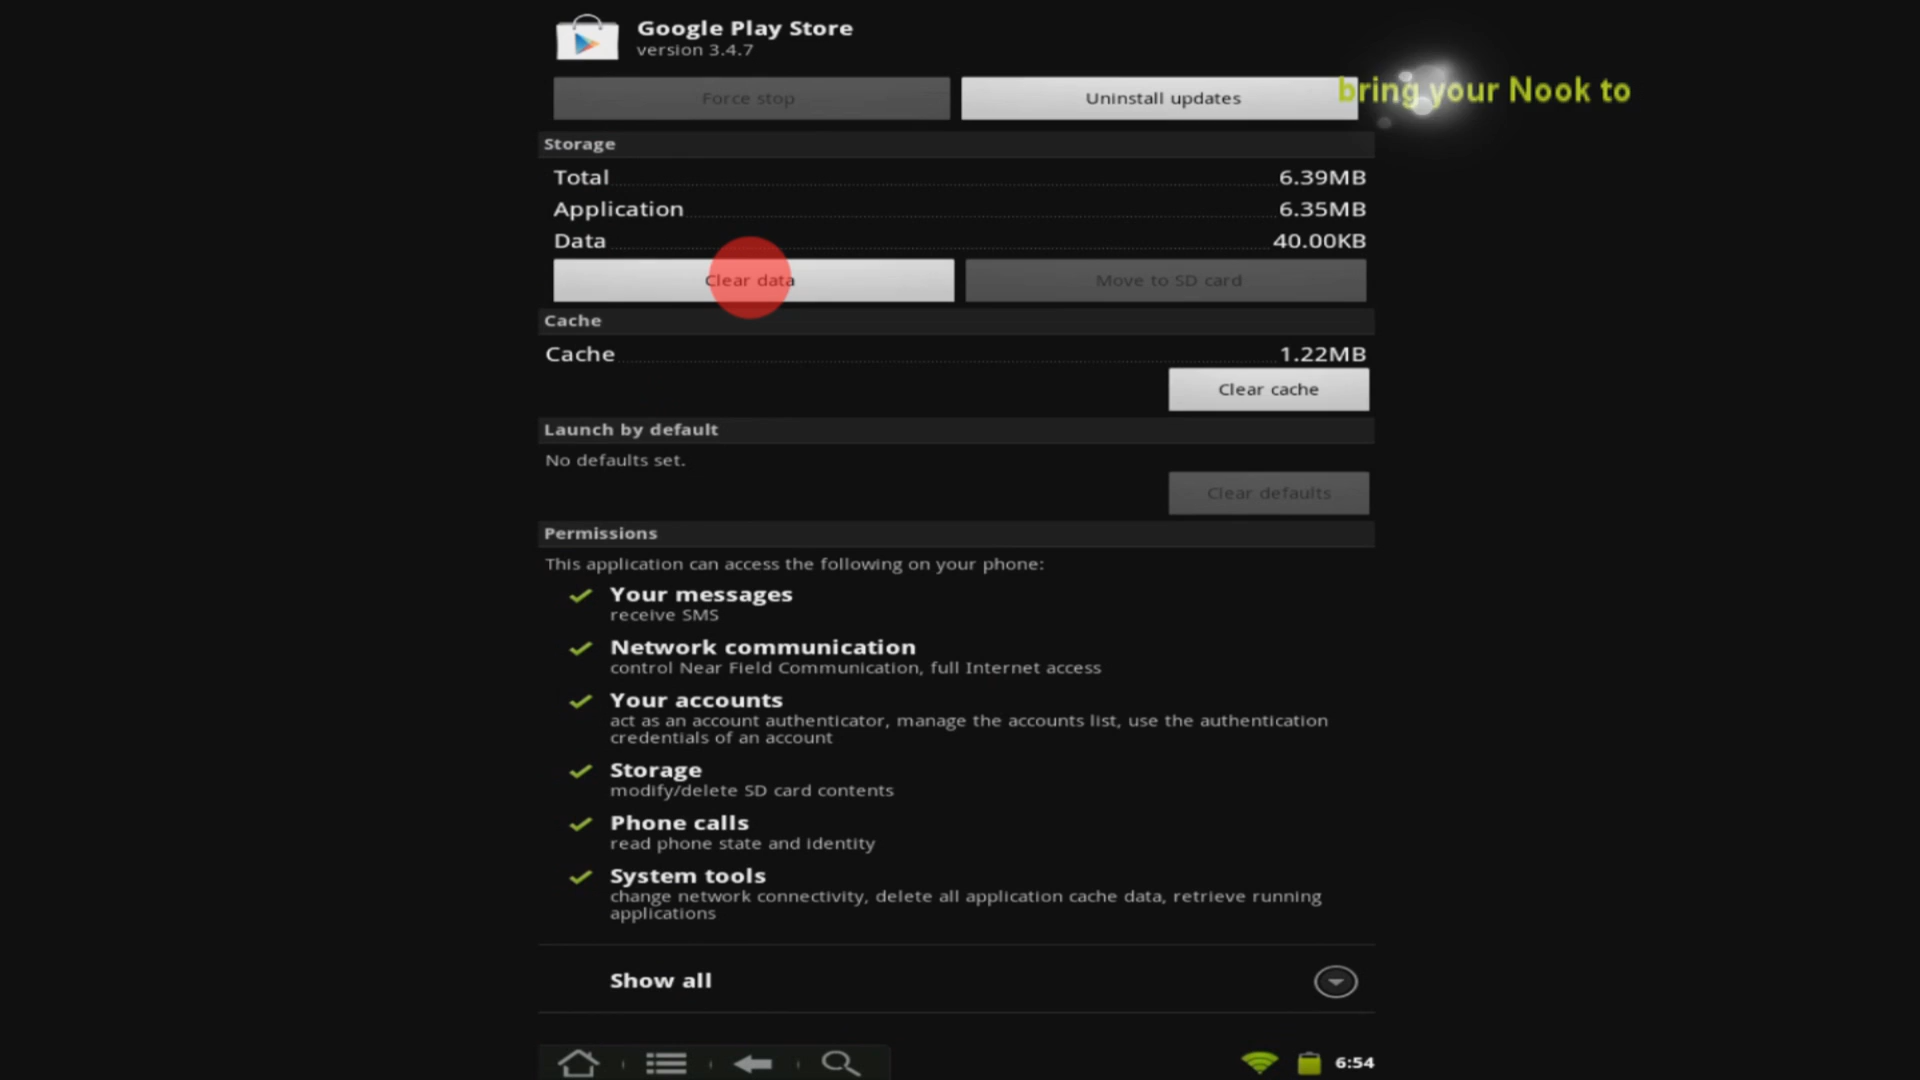 Google Play Store
version 3.4.7
bring your Nook to
Force stop
Uninstall updates
Storage
Total 6.39MB
Application 6.35MB
Data 40.00KB
Clear data
Move to SD card
Cache
Cache 1.22MB
Clear cache
Launch by default
No defaults set.
Clear defaults
Permissions
This application can access the following on your phone:
Your messages
receive SMS
Network communication
control Near Field Communication, full Internet access
Your accounts
act as an account authenticator, manage the accounts list, use the authentication
credentials of an account
Storage
modify/delete SD card contents
Phone calls
read phone state and identity
System tools
change network connectivity, delete all application cache data, retrieve running
applications
Show all
6:54